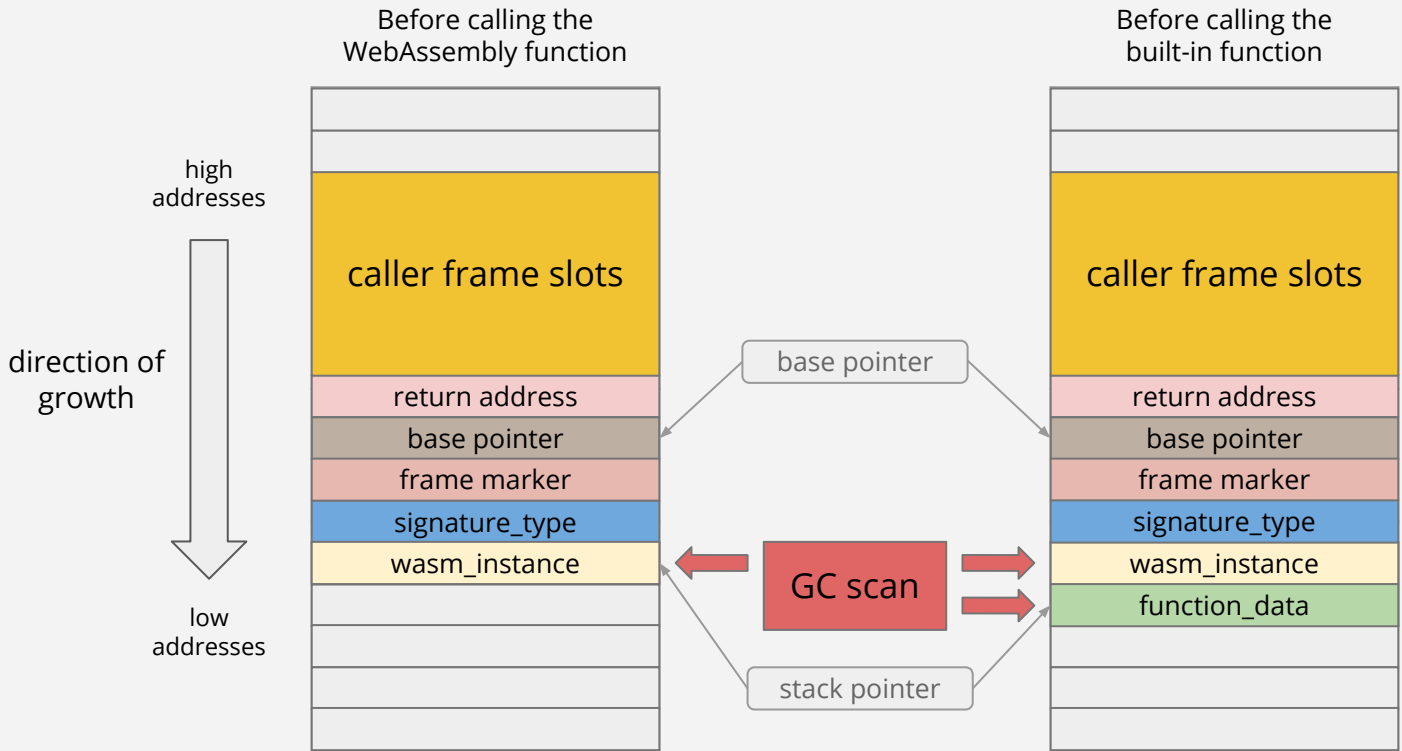 Before calling the
WebAssembly function
Before calling the
built-in function
high
addresses
direction of
growth
low
addresses
caller frame slots
return address
base pointer
frame marker
signature_type
wasm_instance
base pointer
GC scan
stack pointer
caller frame slots
return address
base pointer
frame marker
signature_type
wasm_instance
function_data